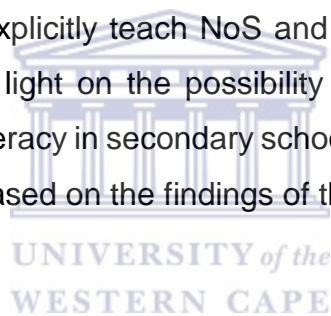 xplicitly teach NoS and
light on the possibility
eracy in secondary schoo
ased on the findings of th
UNIVERSITY of the
WESTERN CAPE